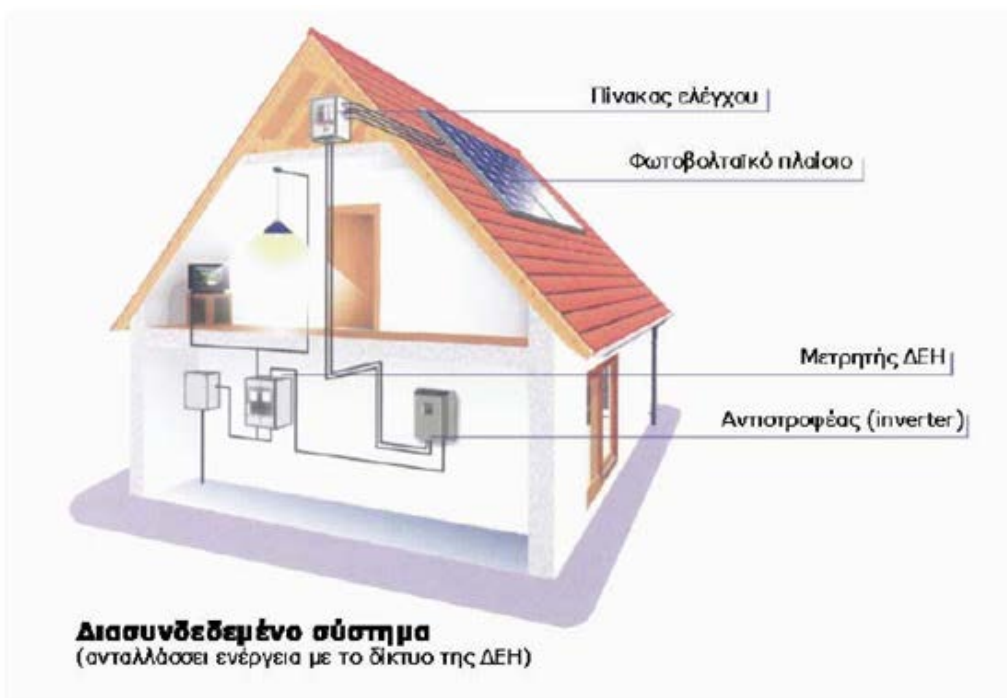 Πίνακας ελέγχου
Φωτοβολταϊκό πλαίσιο
Μετρητής ΔΕΗ
Αντιστροφέας (inverter)
Διασυνδεδεμένο σύστημα
(ανταλλάσσει ενέργεια με το δίκτυο της ΔΕΗ)